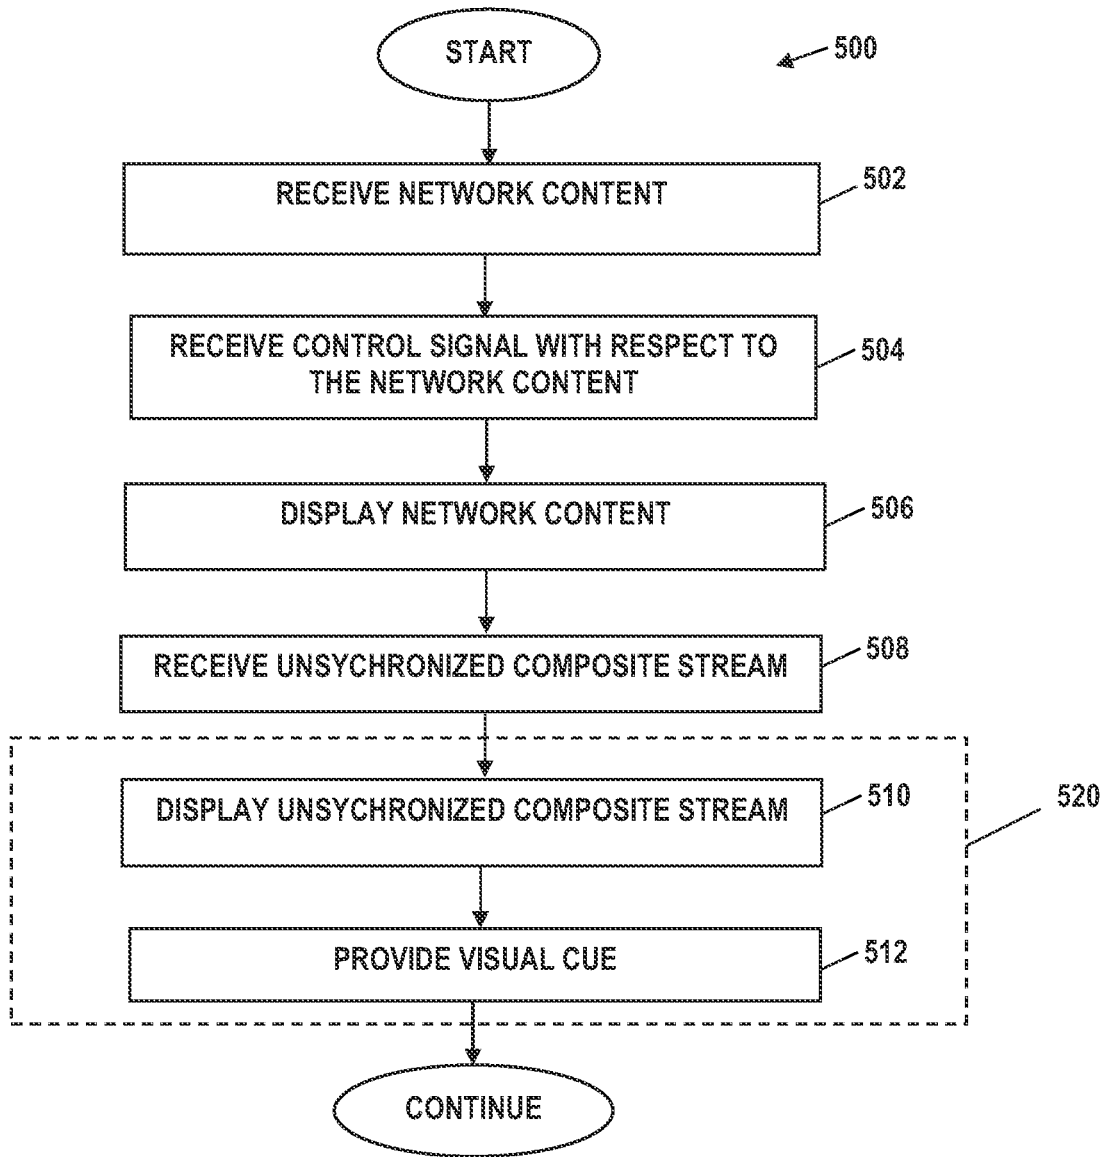 START
500
RECEIVE NETWORK CONTENT
502
RECEIVE CONTROL SIGNAL WITH RESPECT TO
THE NETWORK CONTENT
504
DISPLAY NETWORK CONTENT
506
RECEIVE UNSYCHRONIZED COMPOSITE STREAM
508
DISPLAY UNSYCHRONIZED COMPOSITE STREAM
510
520
PROVIDE VISUAL CUE
512
CONTINUE